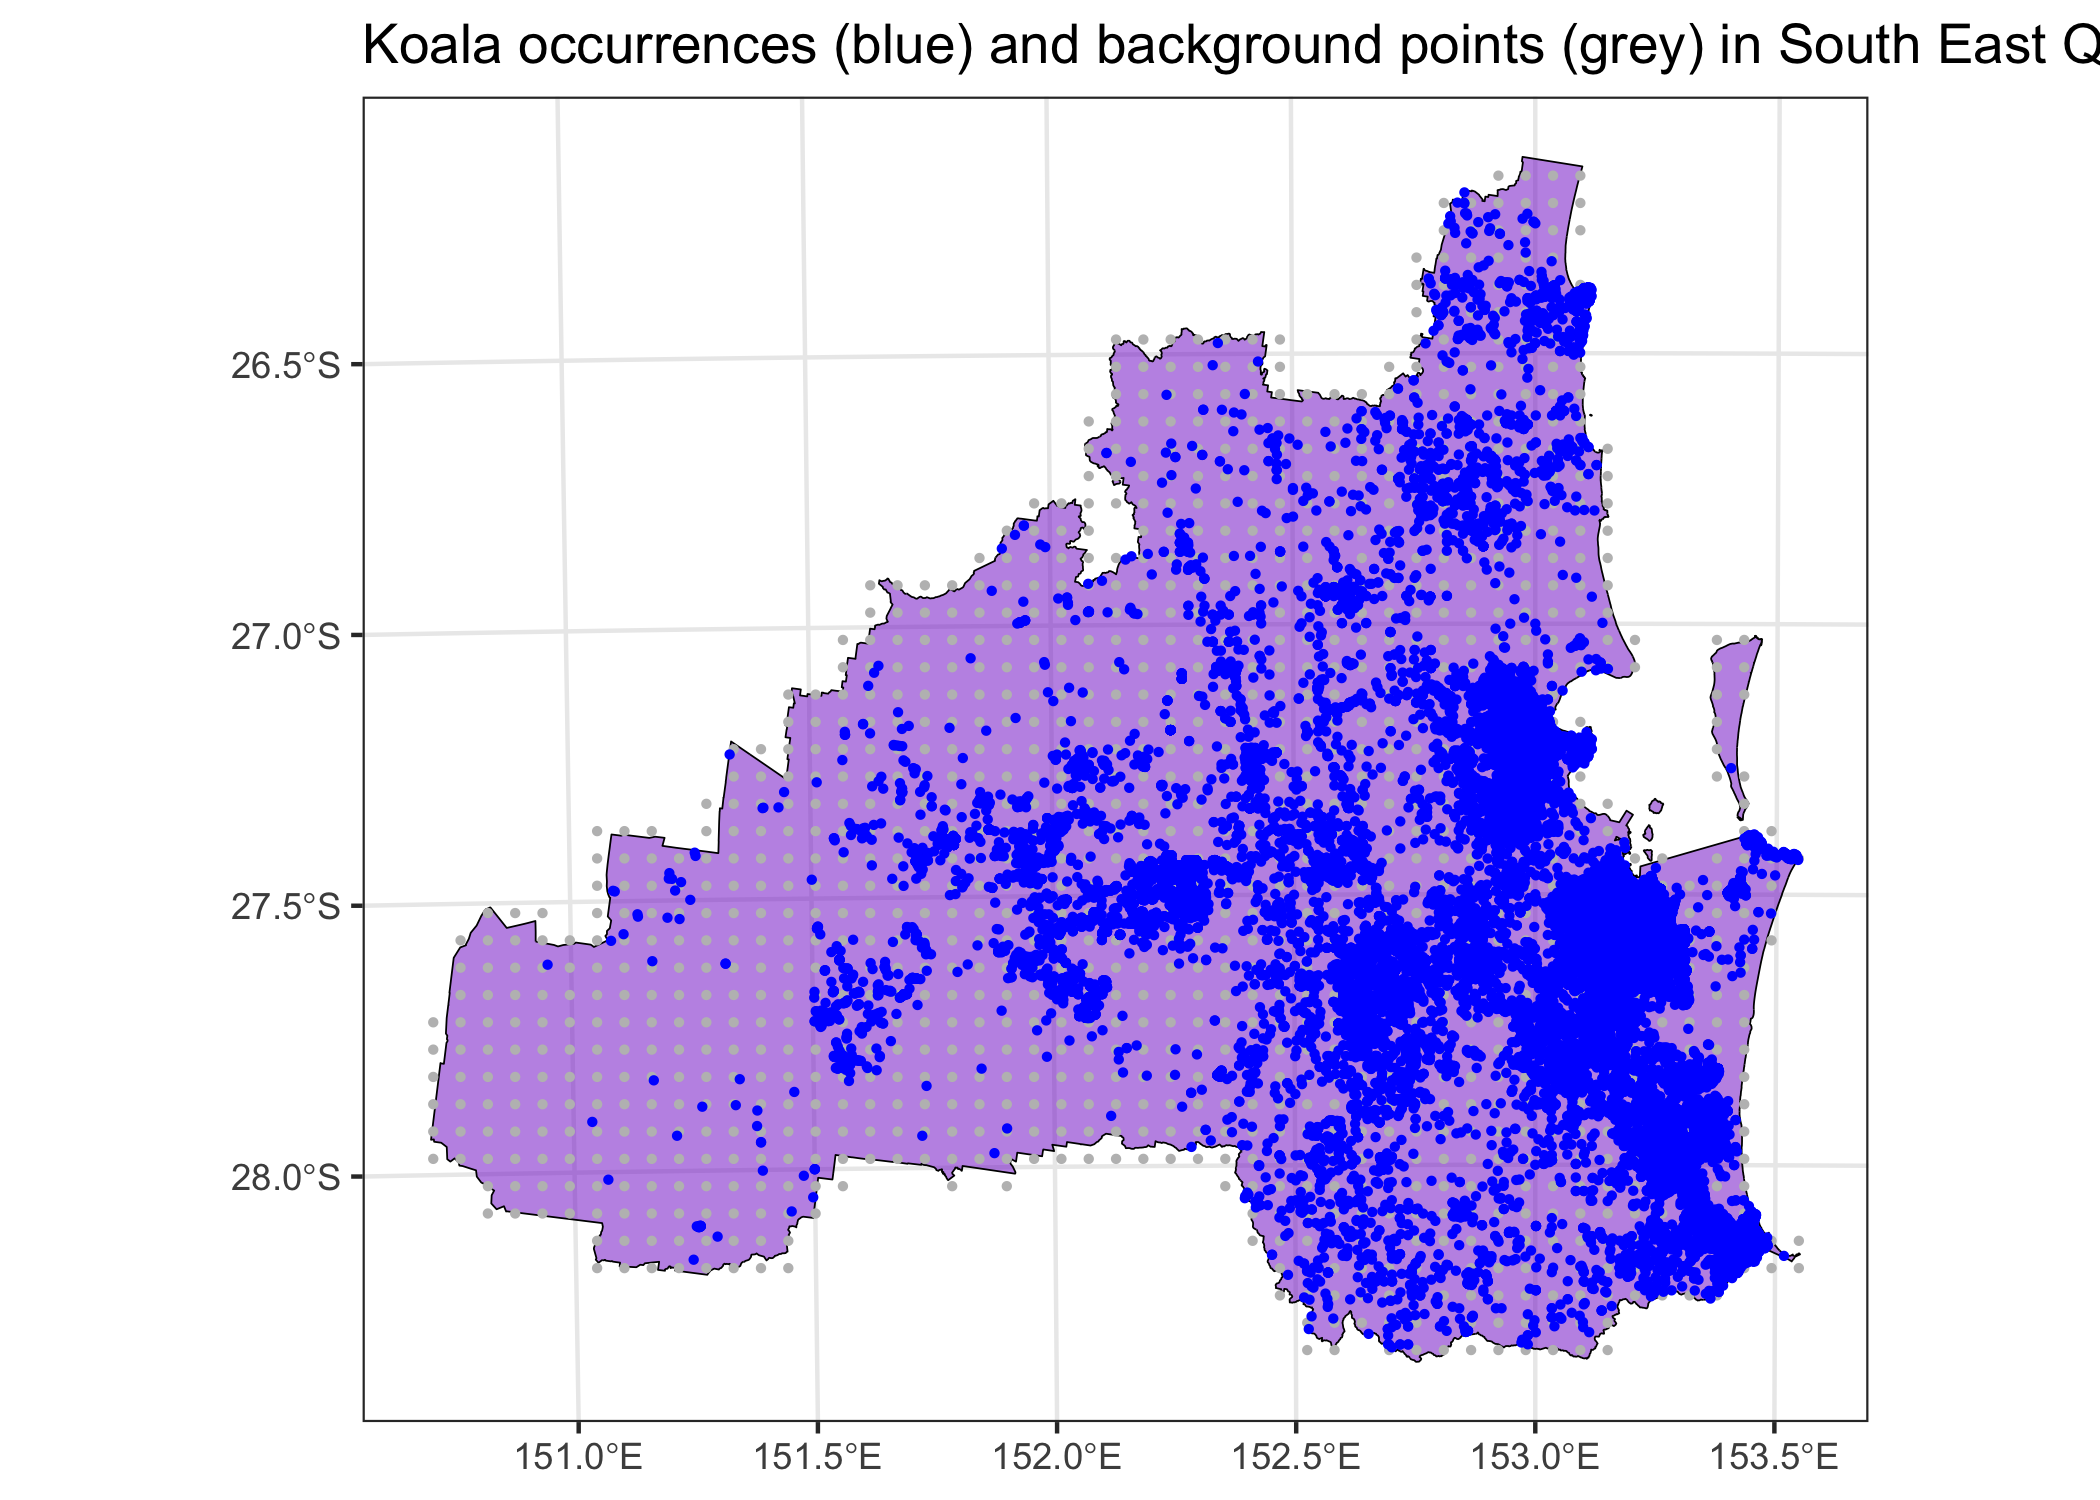 Koala occurrences (blue) and background points (grey) in South East Q
26.5°S
27.0°S
27.5°S
28.0°S
151.0°E 151.5°E 152.0°E 152.5°E 153.0°E 153.5°E